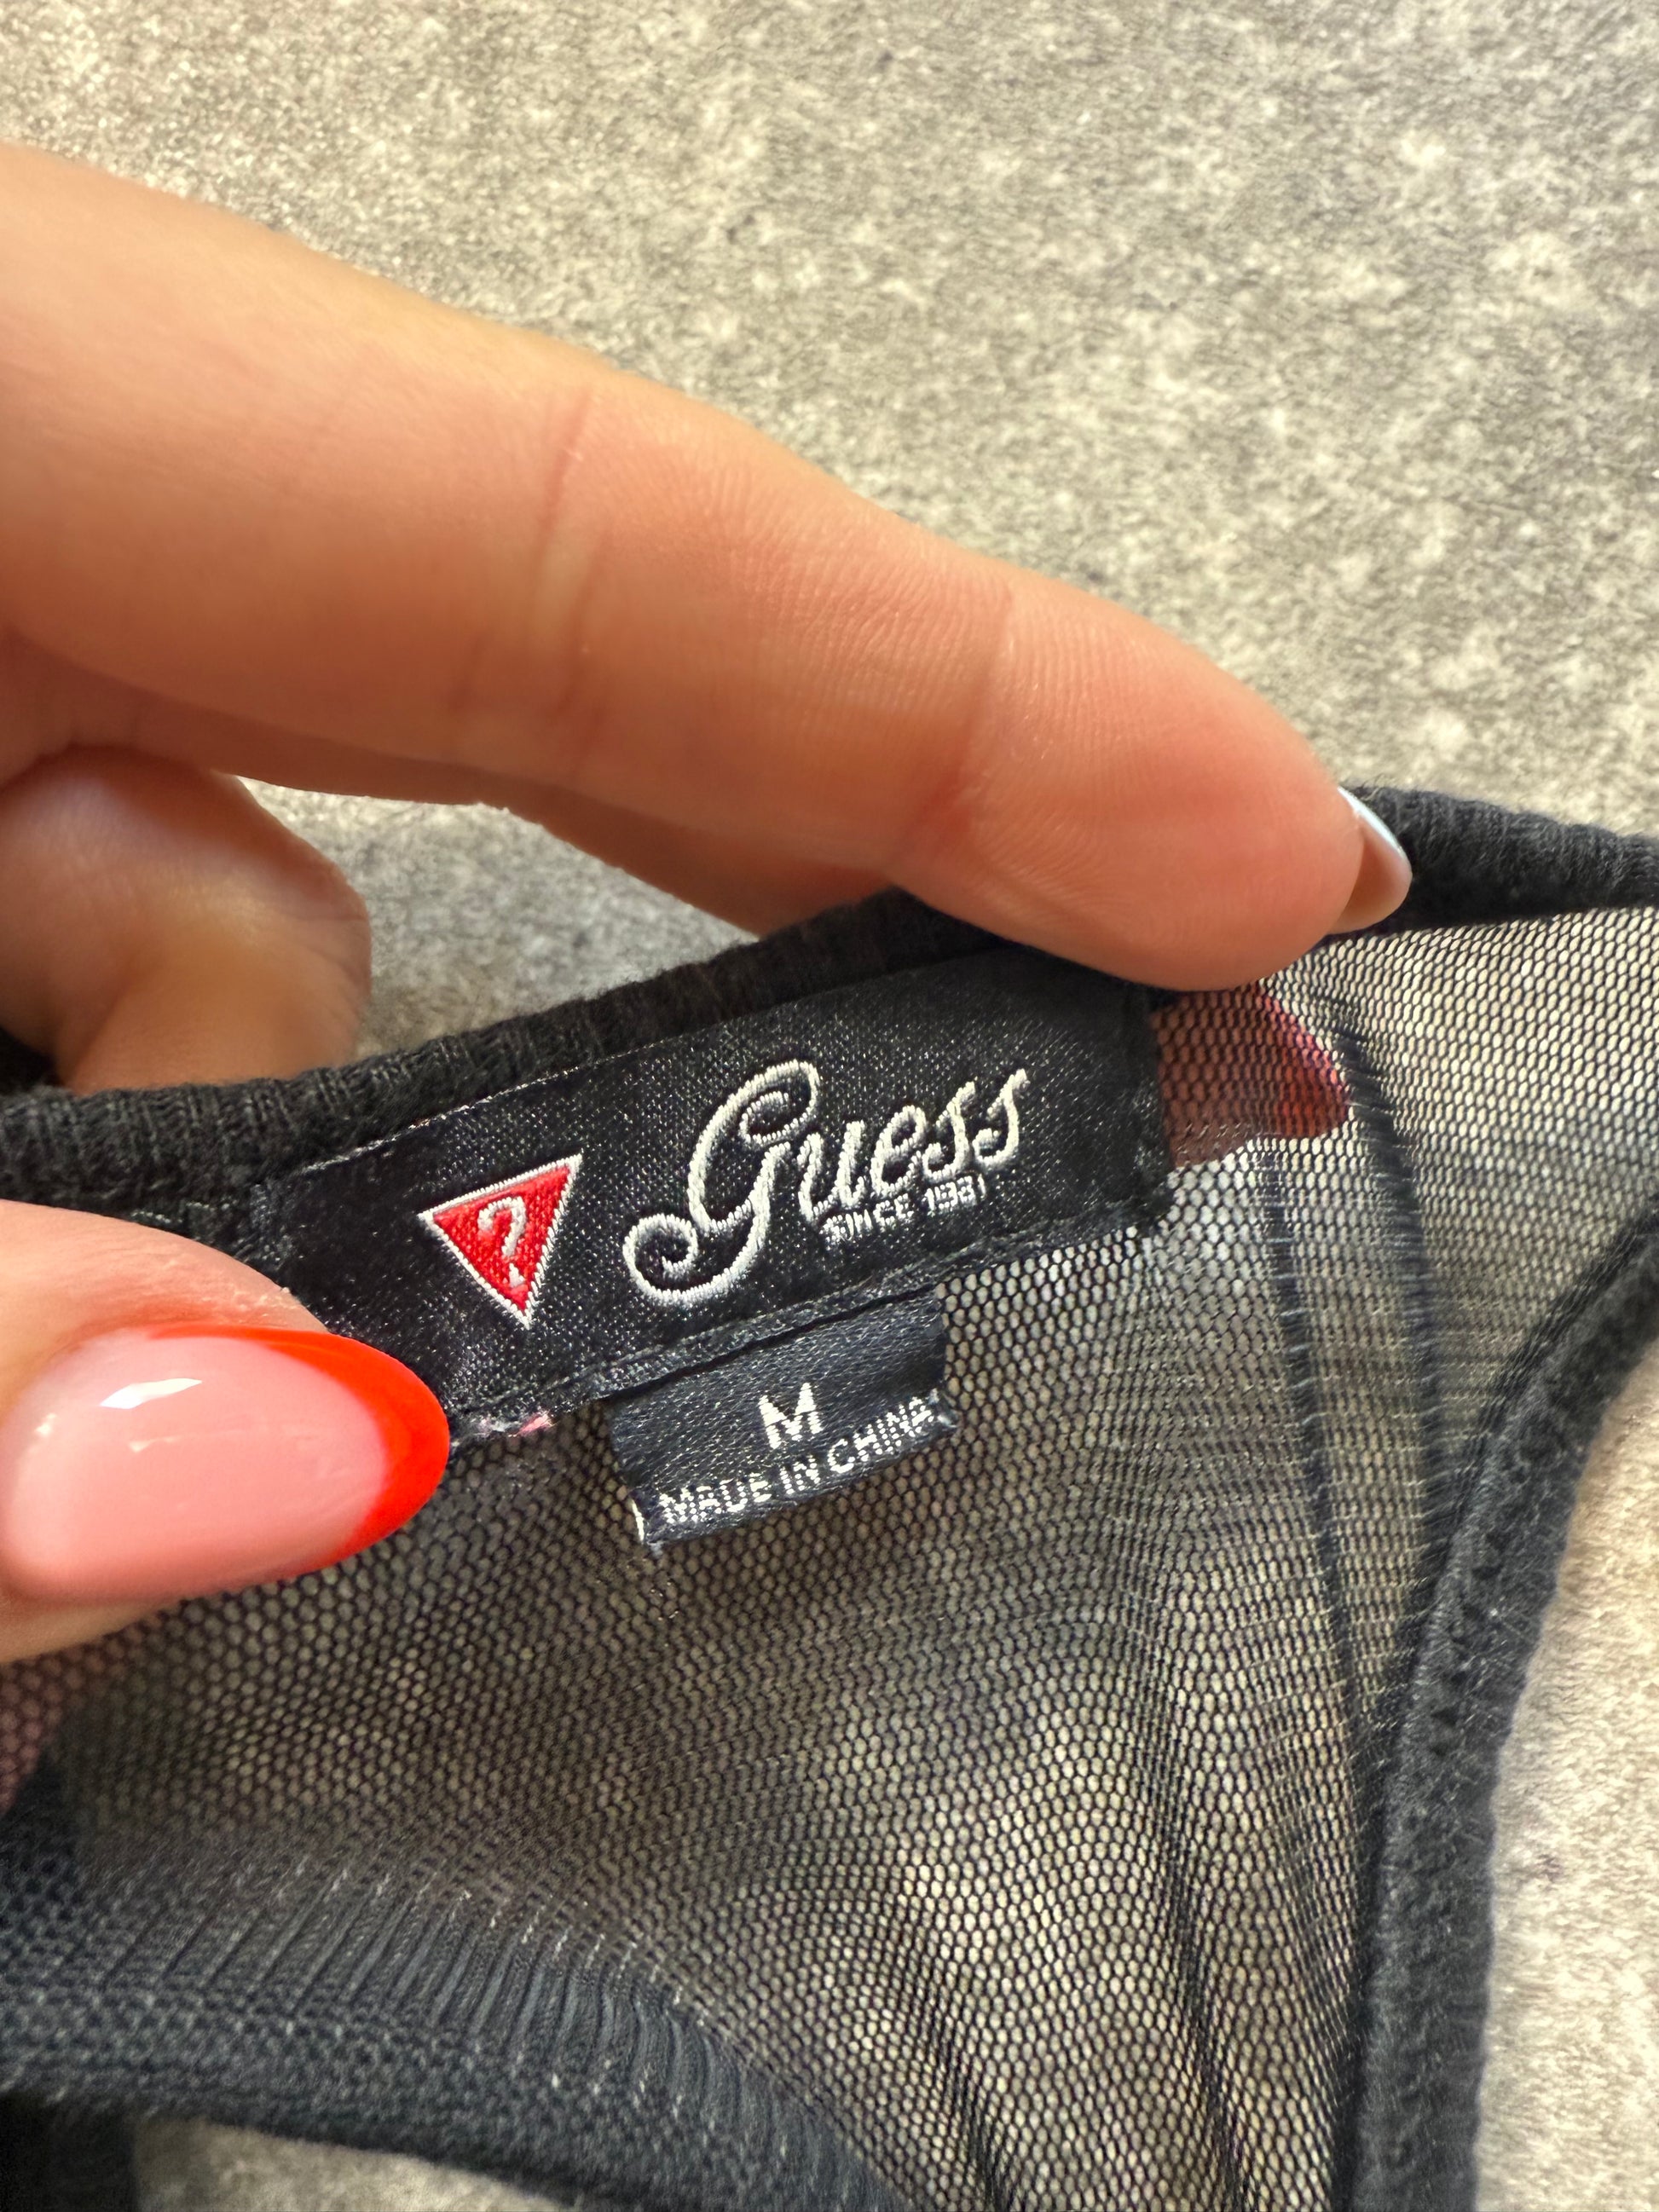 ?
Guess
SINCE 1981
M
MADE IN CHINA